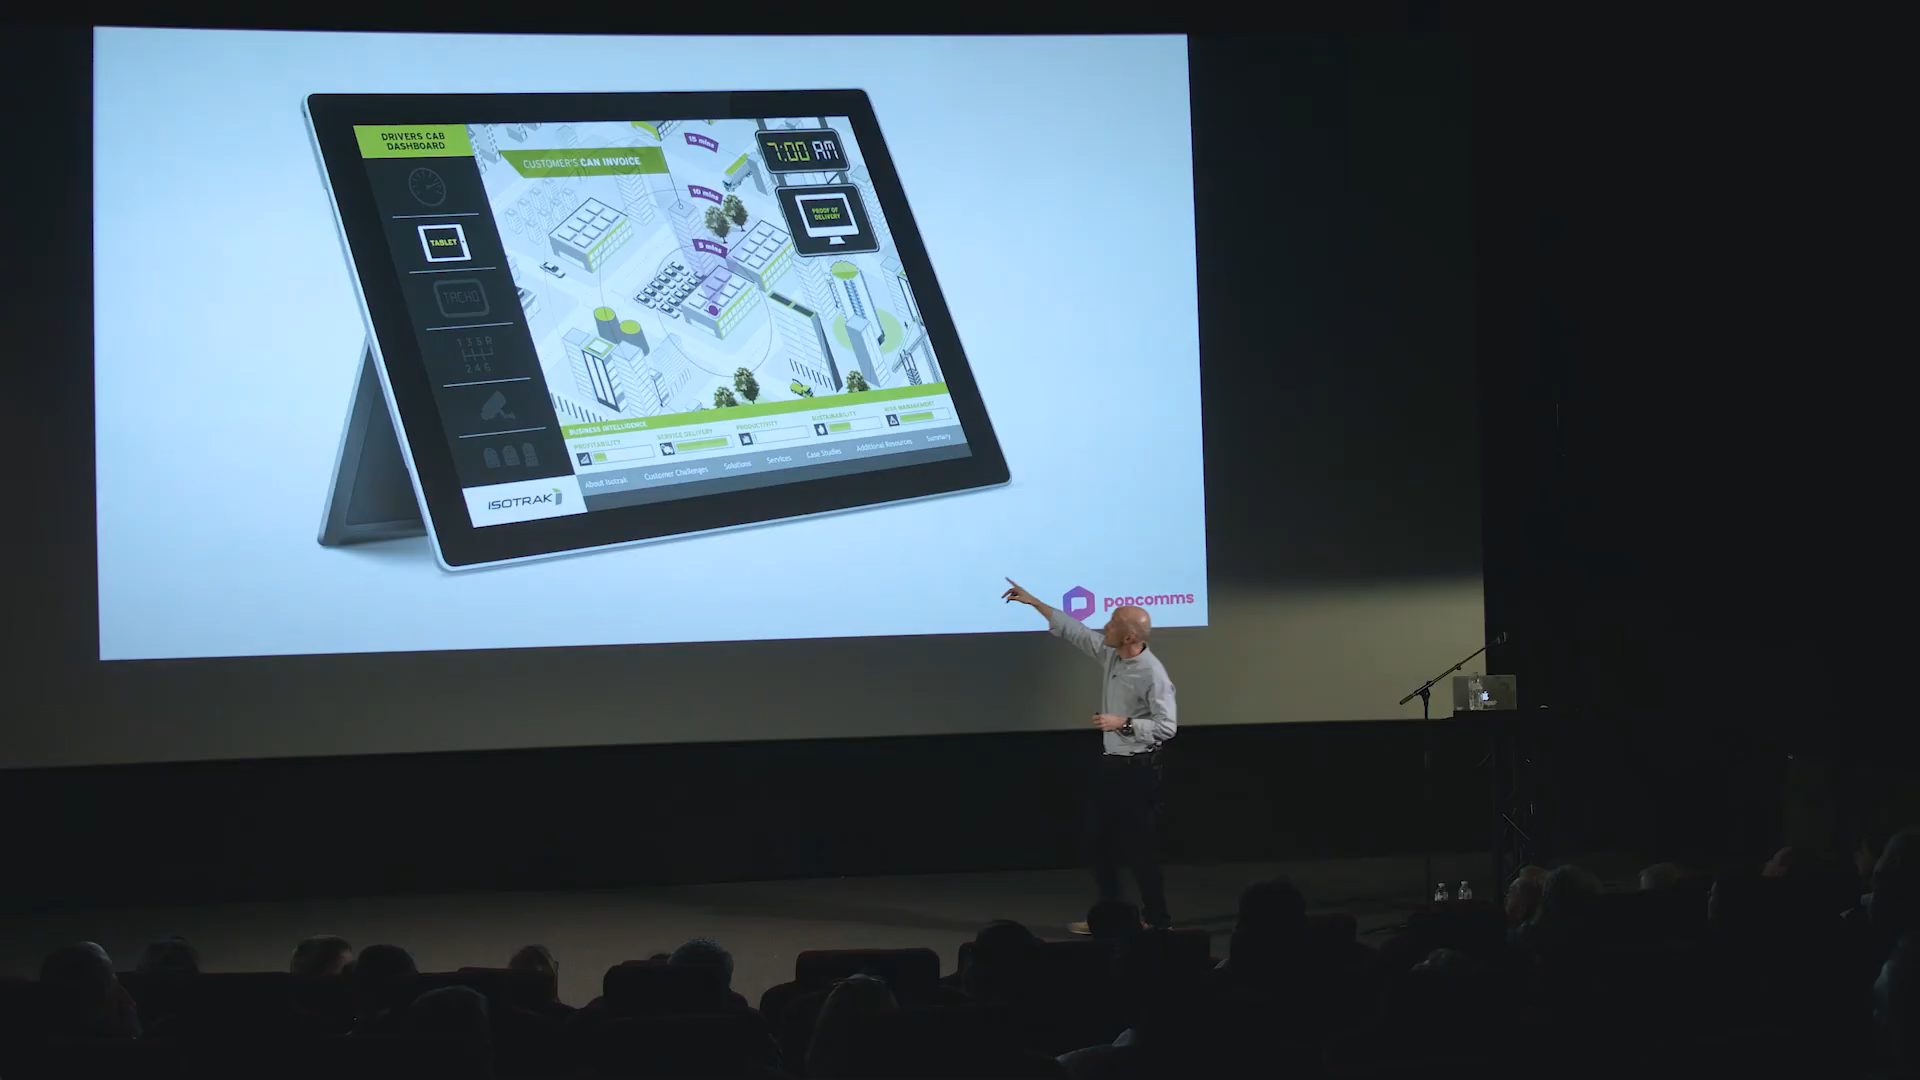 DRIVERS CAB
DASHBOARD
CUSTOMER'S CAN INVOICE
15 mins
10 mins
5 mins
7:00 AM
PROOF OF
DELIVERY
TABLET
TACHO
1 3 5 R
2 4 6
BUSINESS INTELLIGENCE
PROFITABILITY
SERVICE DELIVERY
PRODUCTIVITY
SUSTAINABILITY
RISK MANAGEMENT
About Isotrak
Customer Challenges
Solutions
Services
Case Studies
Additional Resources
Summary
ISOTRAK
popcomms